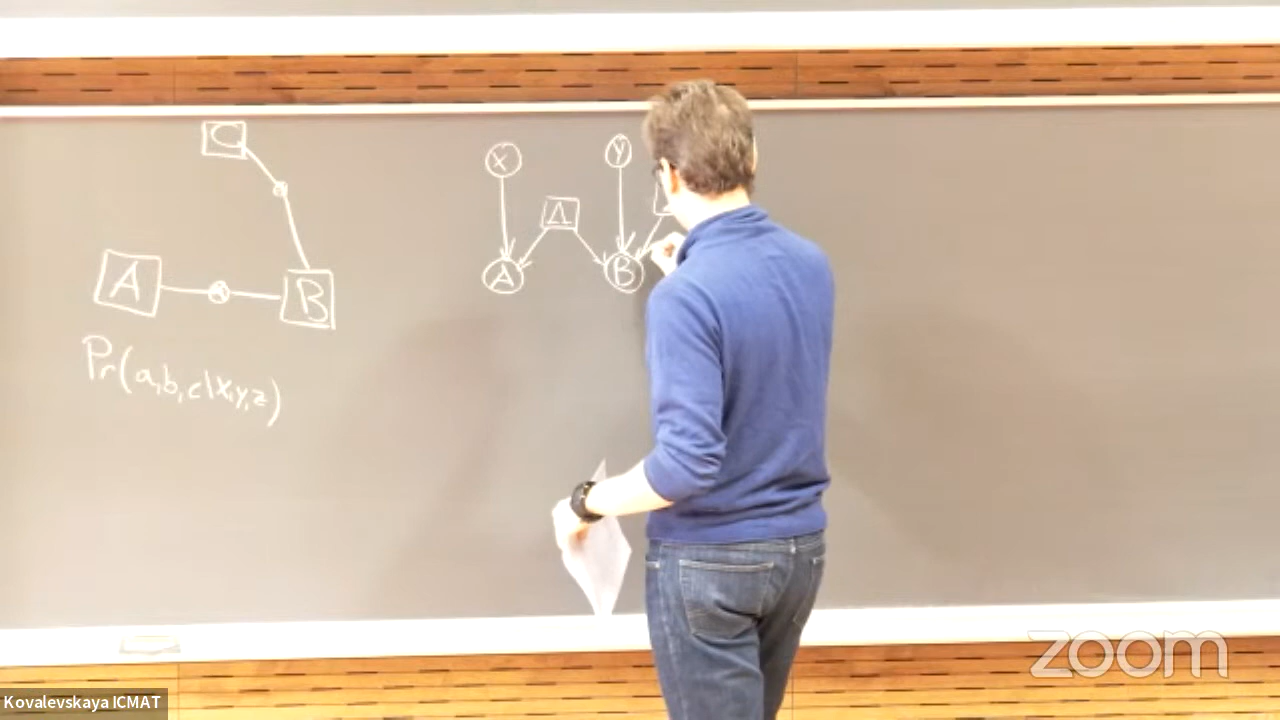 C
A
B
Pr(a,b,c|x,y,z)
x
y
Λ
A
B
zoom
Kovalevskaya ICMAT